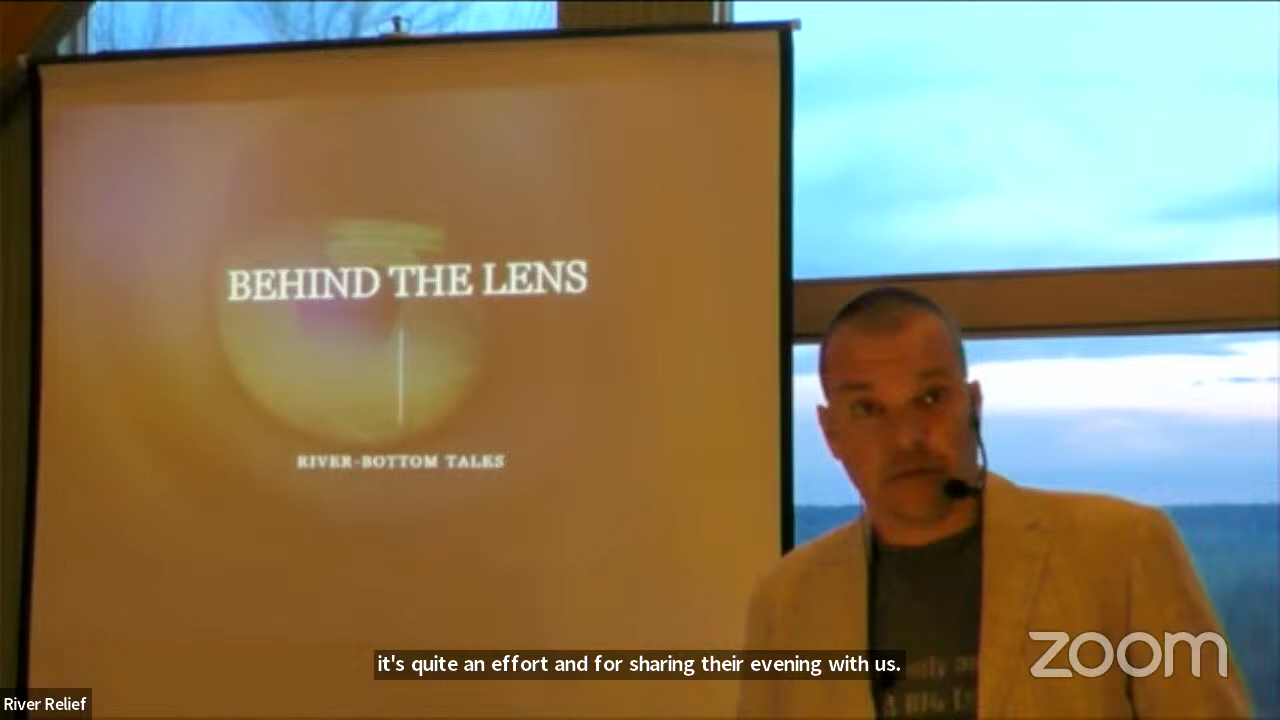 BEHIND THE LENS
RIVER-BOTTOM TALES
it's quite an effort and for sharing their evening with us.
River Relief
zoom
A BIG